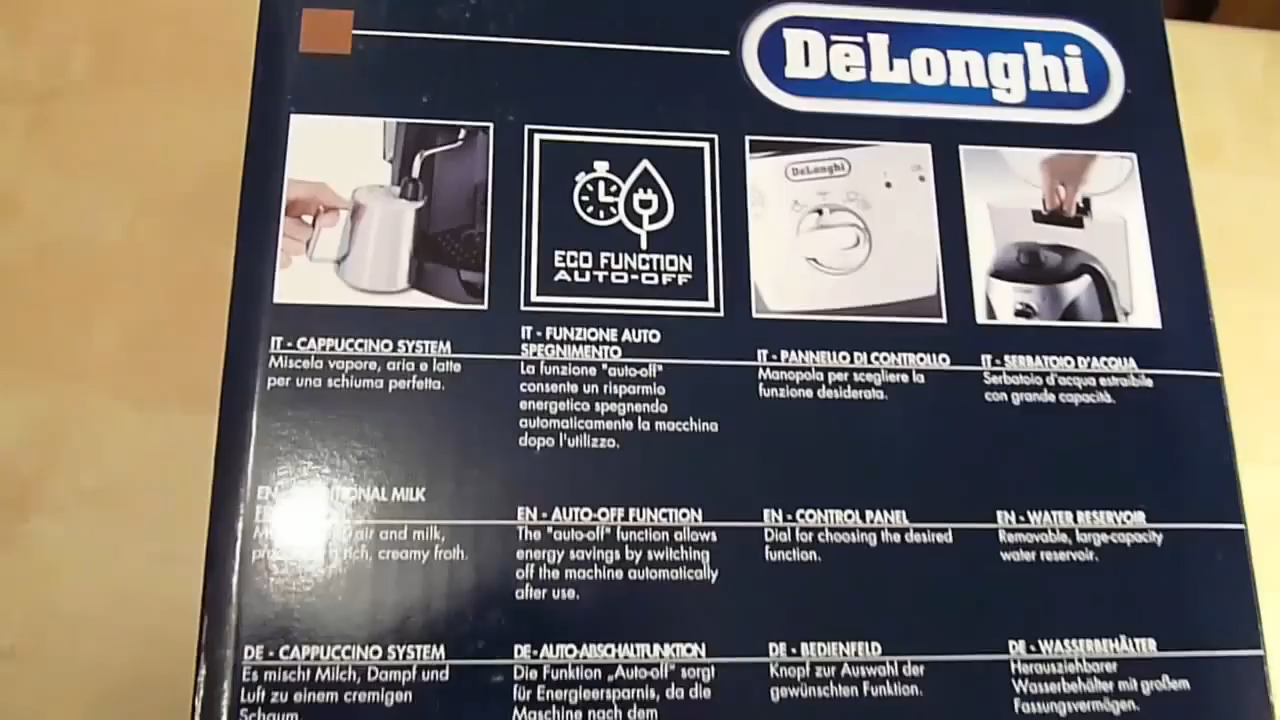 DēLonghi
DēLonghi
ECO FUNCTION
AUTO-OFF
IT - CAPPUCCINO SYSTEM
Miscela vapore, aria e latte
per una schiuma perfetta.
IT - FUNZIONE AUTO
SPEGNIMENTO
La funzione "auto-off"
consente un risparmio
energetico spegnendo
automaticamente la macchina
dopo l'utilizzo.
IT - PANNELLO DI CONTROLLO
Manopola per scegliere la
funzione desiderata.
IT - SERBATOIO D'ACQUA
Serbatoio d'acqua estraibile
con grande capacità.
EN MILK
air and milk,
rich, creamy froth.
EN - AUTO-OFF FUNCTION
The "auto-off" function allows
energy savings by switching
off the machine automatically
after use.
EN - CONTROL PANEL
Dial for choosing the desired
function.
EN - WATER RESERVOIR
Removable, large-capacity
water reservoir.
DE - CAPPUCCINO SYSTEM
Es mischt Milch, Dampf und
Luft zu einem cremigen
Schaum.
DE - AUTO-ABSCHALTFUNKTION
Die Funktion „Auto-off" sorgt
für Energieersparnis, da die
Maschine nach dem
DE - BEDIENFELD
Knopf zur Auswahl der
gewünschten Funktion.
DE - WASSERBEHÄLTER
Herausziehbarer
Wasserbehälter mit großem
Fassungsvermögen.